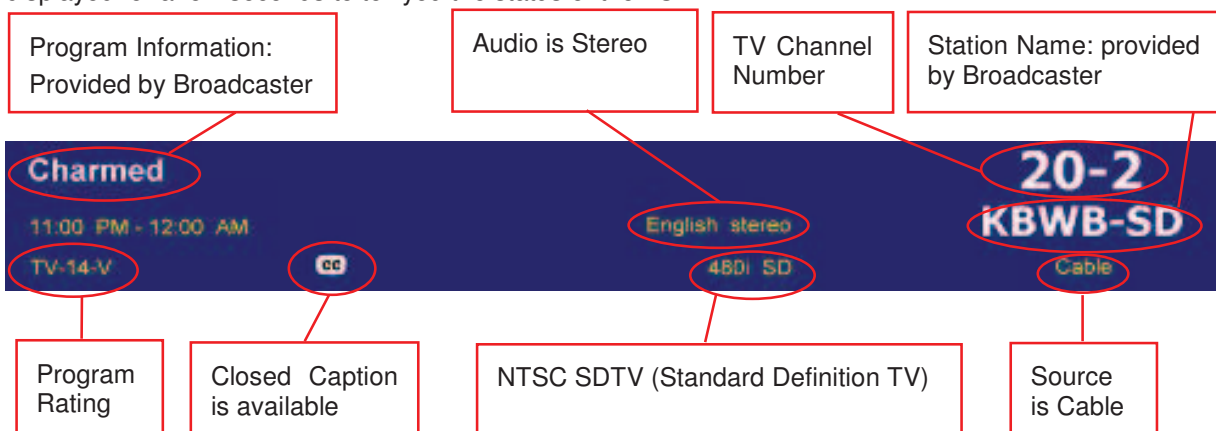 Program Information:
Provided by Broadcaster
Audio is Stereo
TV Channel
Number
Station Name: provided
by Broadcaster
Charmed
20-2
11:00 PM - 12:00 AM
English stereo
KBWB-SD
TV-14-V
cc
480i SD
Cable
Program
Rating
Closed Caption
is available
NTSC SDTV (Standard Definition TV)
Source
is Cable